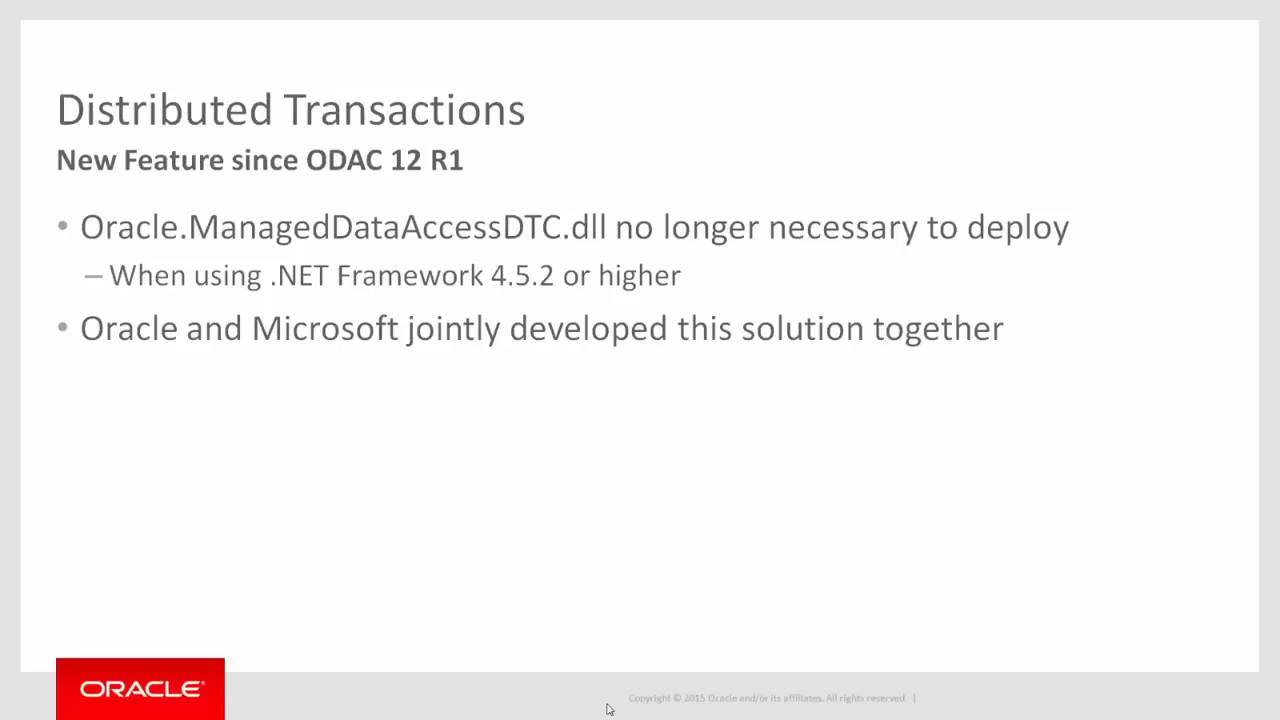 Distributed Transactions
New Feature since ODAC 12 R1
• Oracle.ManagedDataAccessDTC.dll no longer necessary to deploy
– When using .NET Framework 4.5.2 or higher
• Oracle and Microsoft jointly developed this solution together
ORACLE®
Copyright © 2015 Oracle and/or its affiliates. All rights reserved. |